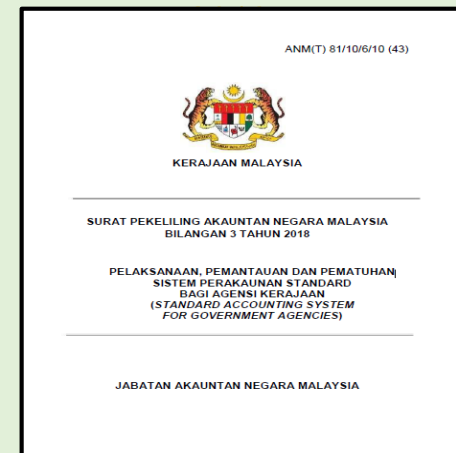 ANM(T) 81/10/6/10 (43)
KERAJAAN MALAYSIA
SURAT PEKELILING AKAUNTAN NEGARA MALAYSIA
BILANGAN 3 TAHUN 2018
PELAKSANAAN, PEMANTAUAN DAN PEMATUHAN
SISTEM PERAKAUNAN STANDARD
BAGI AGENSI KERAJAAN
(STANDARD ACCOUNTING SYSTEM
FOR GOVERNMENT AGENCIES)
JABATAN AKAUNTAN NEGARA MALAYSIA